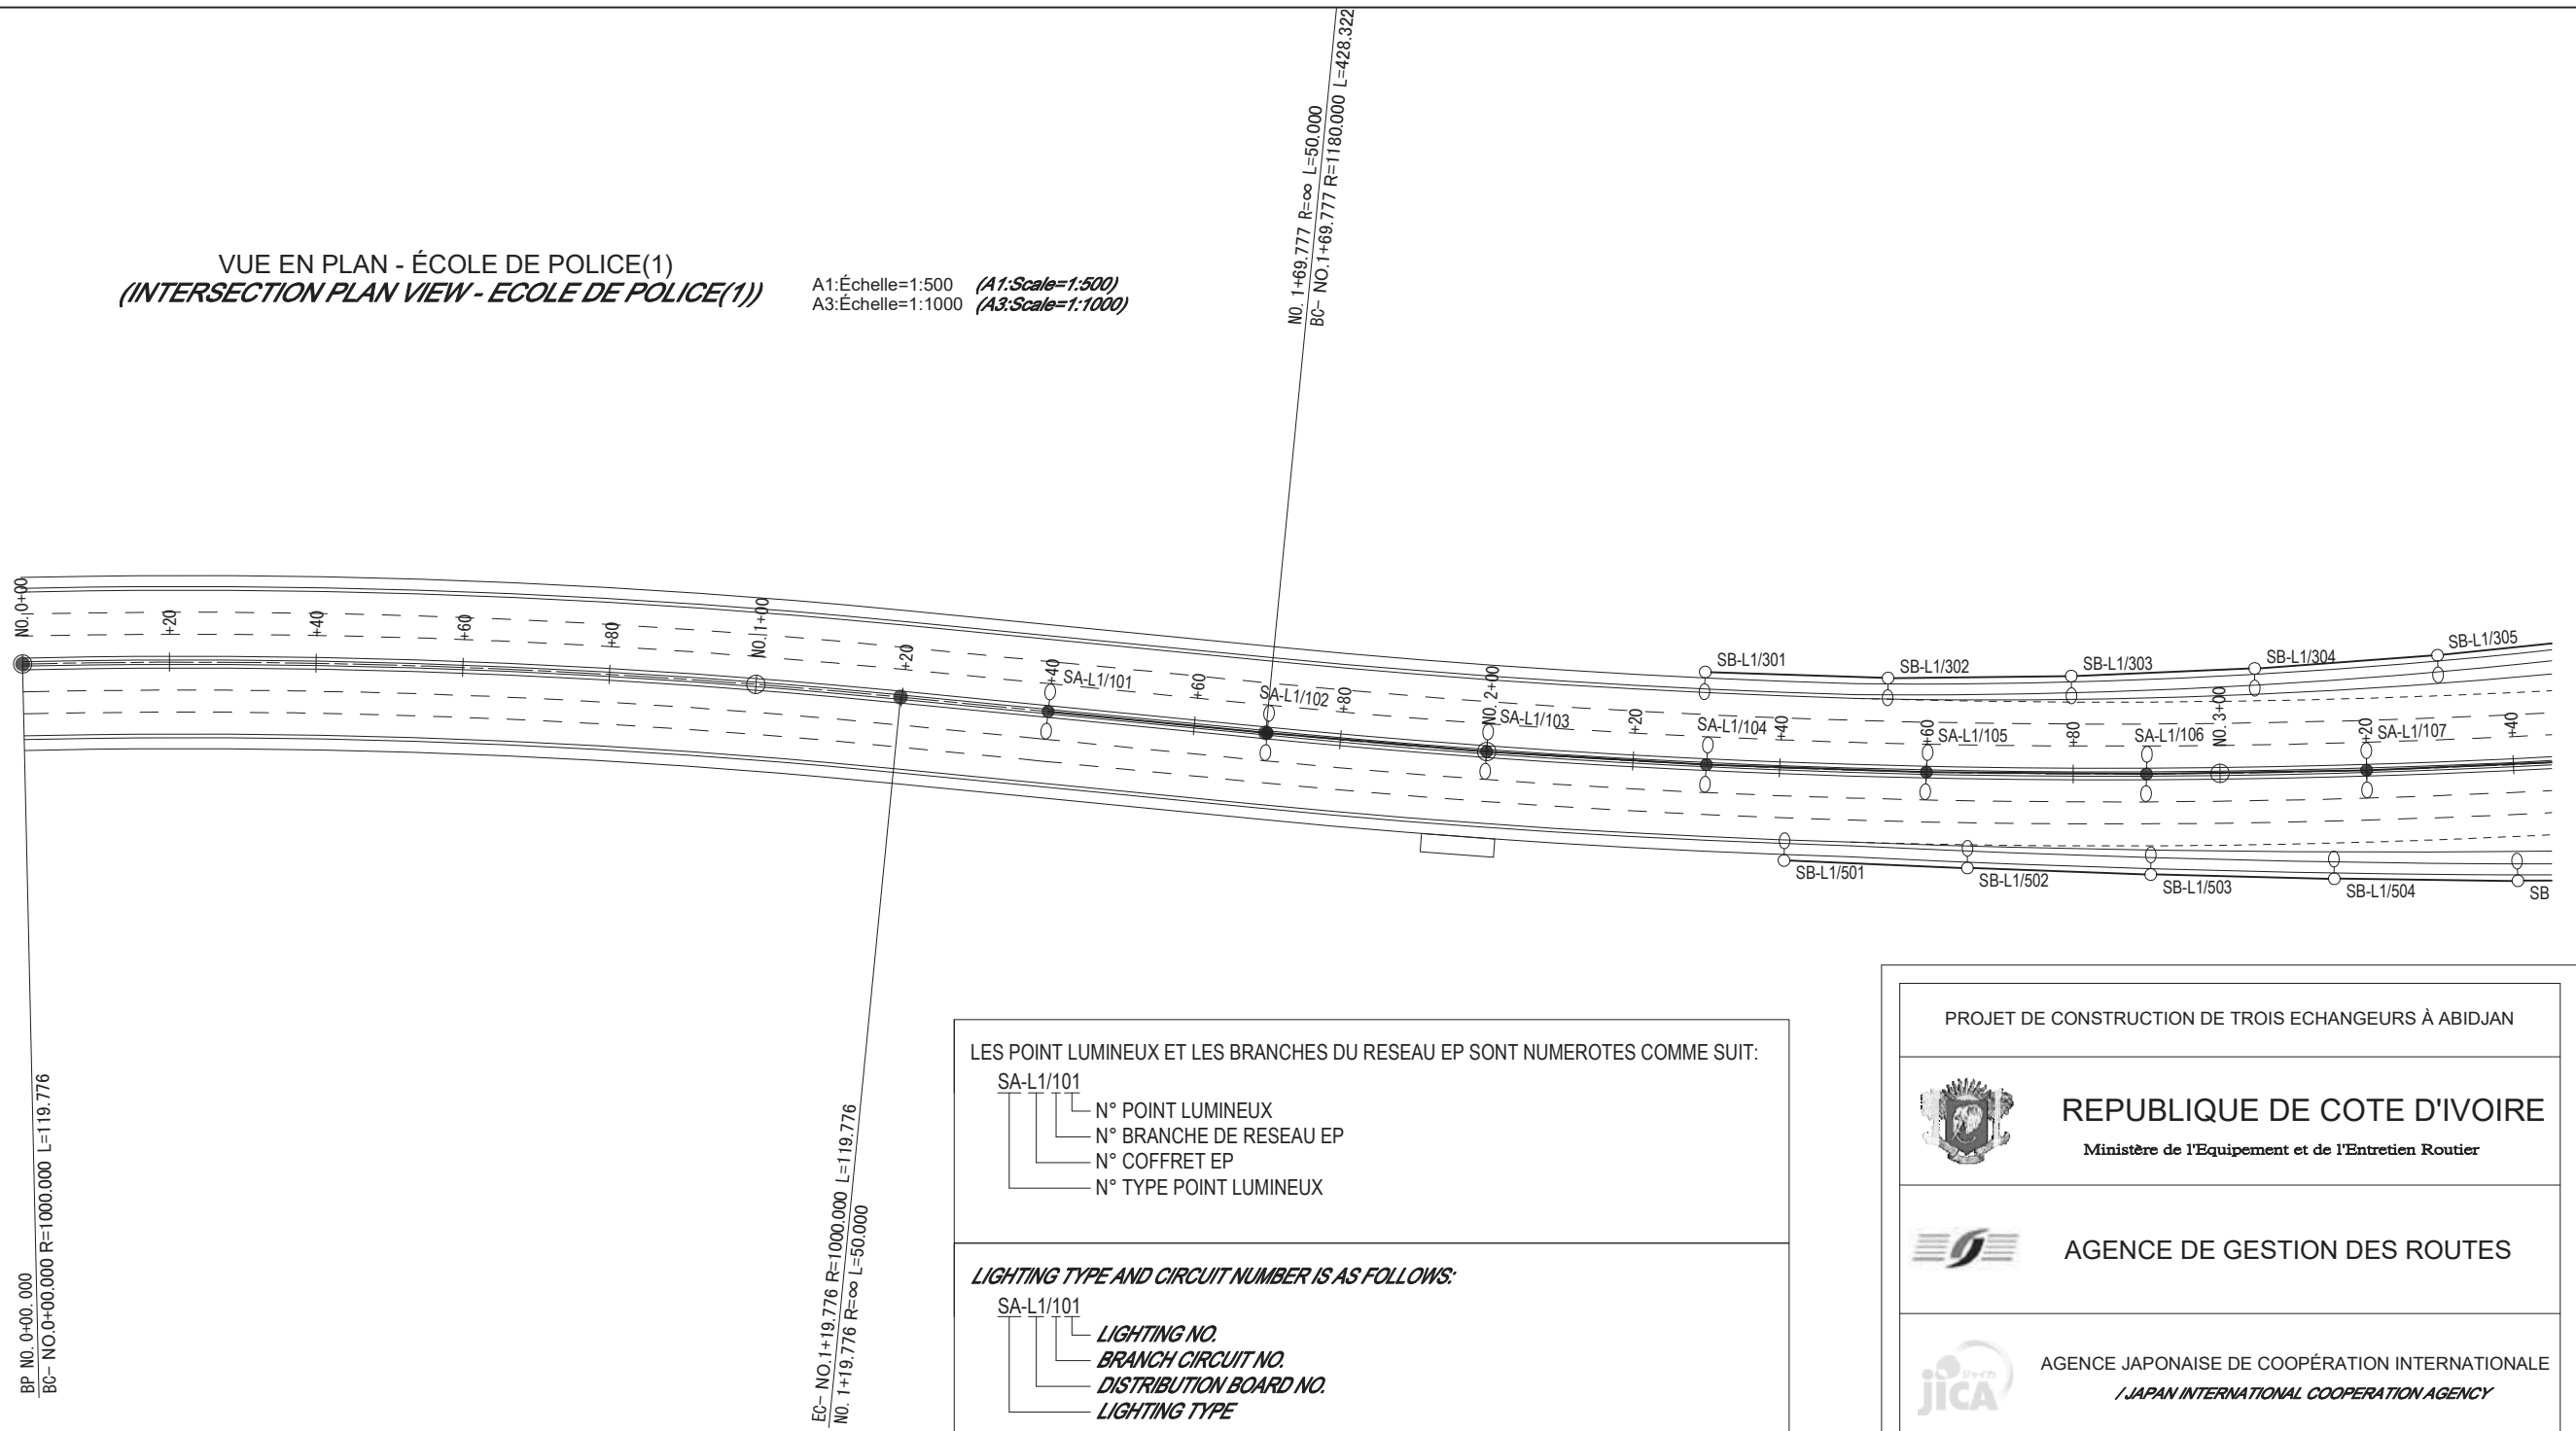 VUE EN PLAN - ÉCOLE DE POLICE(1)
(INTERSECTION PLAN VIEW - ECOLE DE POLICE(1))
A1:Échelle=1:500 (A1:Scale=1:500)
A3:Échelle=1:1000 (A3:Scale=1:1000)
NO. 1+69.777 R=∞ L=50.000
BC- NO.1+69.777 R=1180.000 L=428.322
NO. 0+00
+20
+40
+60
+80
NO. 1+00
+20
+40
SA-L1/101
+60
SA-L1/102
+80
NO. 2+00
SA-L1/103
+20
SA-L1/104
+40
+60
SA-L1/105
+80
SA-L1/106
NO. 3+00
+20
SA-L1/107
+40
SB-L1/301
SB-L1/302
SB-L1/303
SB-L1/304
SB-L1/305
SB-L1/501
SB-L1/502
SB-L1/503
SB-L1/504
SB
BP NO. 0+00. 000
BC- NO.0+00.000 R=1000.000 L=119.776
EC- NO.1+19.776 R=1000.000 L=119.776
NO. 1+19.776 R=∞ L=50.000
LES POINT LUMINEUX ET LES BRANCHES DU RESEAU EP SONT NUMEROTES COMME SUIT:
SA-L1/101
N° POINT LUMINEUX
N° BRANCHE DE RESEAU EP
N° COFFRET EP
N° TYPE POINT LUMINEUX
LIGHTING TYPE AND CIRCUIT NUMBER IS AS FOLLOWS:
SA-L1/101
LIGHTING NO.
BRANCH CIRCUIT NO.
DISTRIBUTION BOARD NO.
LIGHTING TYPE
PROJET DE CONSTRUCTION DE TROIS ECHANGEURS À ABIDJAN
REPUBLIQUE DE COTE D'IVOIRE
Ministère de l'Equipement et de l'Entretien Routier
AGENCE DE GESTION DES ROUTES
ジャイカ
jICA
AGENCE JAPONAISE DE COOPÉRATION INTERNATIONALE
/ JAPAN INTERNATIONAL COOPERATION AGENCY